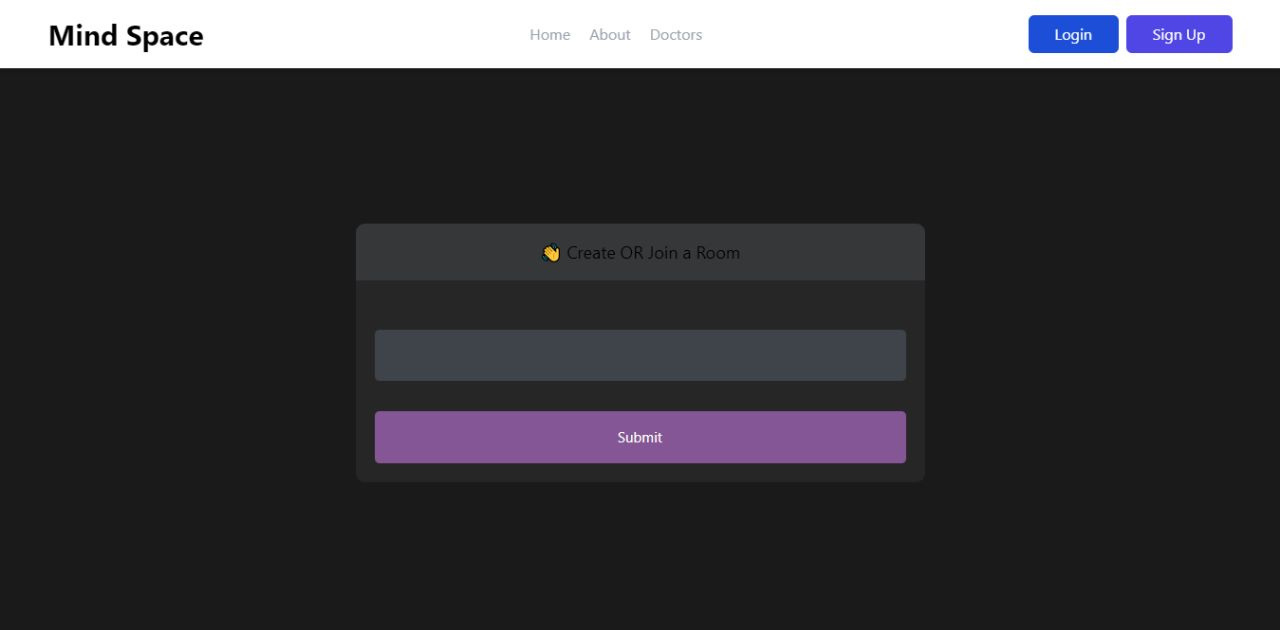 Mind Space
Home About Doctors
Login Sign Up
👋 Create OR Join a Room
Submit